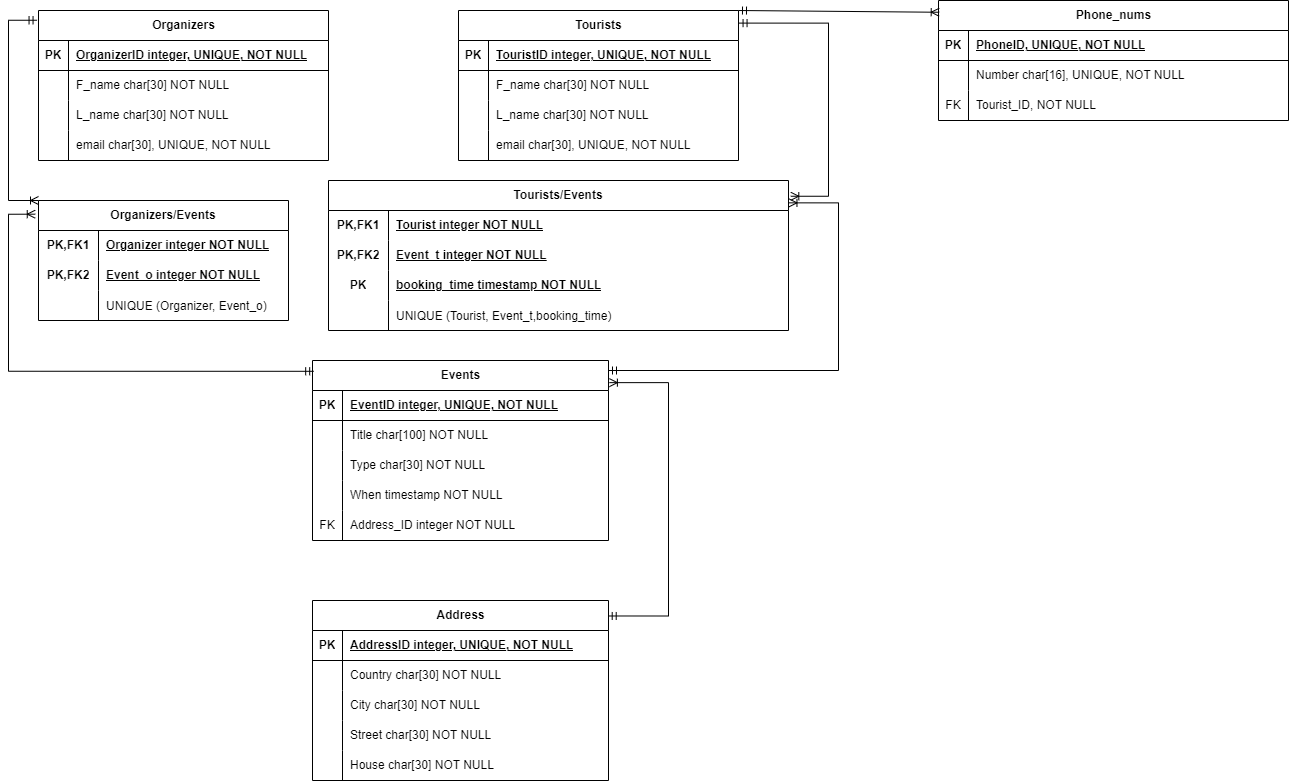 Organizers
PK OrganizerID integer, UNIQUE, NOT NULL
F_name char[30] NOT NULL
L_name char[30] NOT NULL
email char[30], UNIQUE, NOT NULL
Tourists
PK TouristID integer, UNIQUE, NOT NULL
F_name char[30] NOT NULL
L_name char[30] NOT NULL
email char[30], UNIQUE, NOT NULL
Phone_nums
PK PhoneID, UNIQUE, NOT NULL
Number char[16], UNIQUE, NOT NULL
FK Tourist_ID, NOT NULL
Organizers/Events
PK,FK1 Organizer integer NOT NULL
PK,FK2 Event_o integer NOT NULL
UNIQUE (Organizer, Event_o)
Tourists/Events
PK,FK1 Tourist integer NOT NULL
PK,FK2 Event_t integer NOT NULL
PK booking_time timestamp NOT NULL
UNIQUE (Tourist, Event_t,booking_time)
Events
PK EventID integer, UNIQUE, NOT NULL
Title char[100] NOT NULL
Type char[30] NOT NULL
When timestamp NOT NULL
FK Address_ID integer NOT NULL
Address
PK AddressID integer, UNIQUE, NOT NULL
Country char[30] NOT NULL
City char[30] NOT NULL
Street char[30] NOT NULL
House char[30] NOT NULL